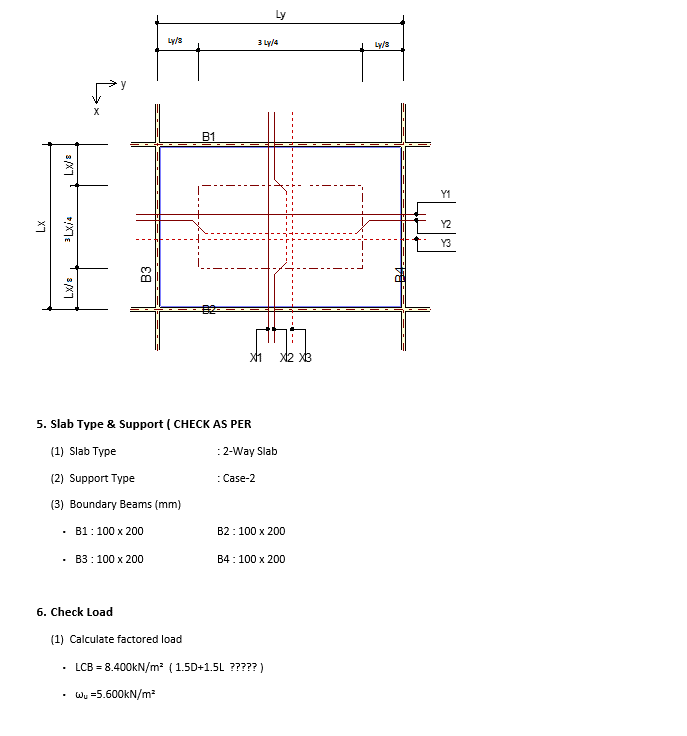 Ly
Ly/8 3 Ly/4 Ly/8
y
x
B1
Lx/8
Y1
Lx 3Lx/4 Y2
Y3
B3 B4
Lx/8
B2
X1 X2 X3
5. Slab Type & Support ( CHECK AS PER
(1) Slab Type : 2-Way Slab
(2) Support Type : Case-2
(3) Boundary Beams (mm)
• B1 : 100 x 200 B2 : 100 x 200
• B3 : 100 x 200 B4 : 100 x 200
6. Check Load
(1) Calculate factored load
• LCB = 8.400kN/m² ( 1.5D+1.5L ????? )
• ωu =5.600kN/m²